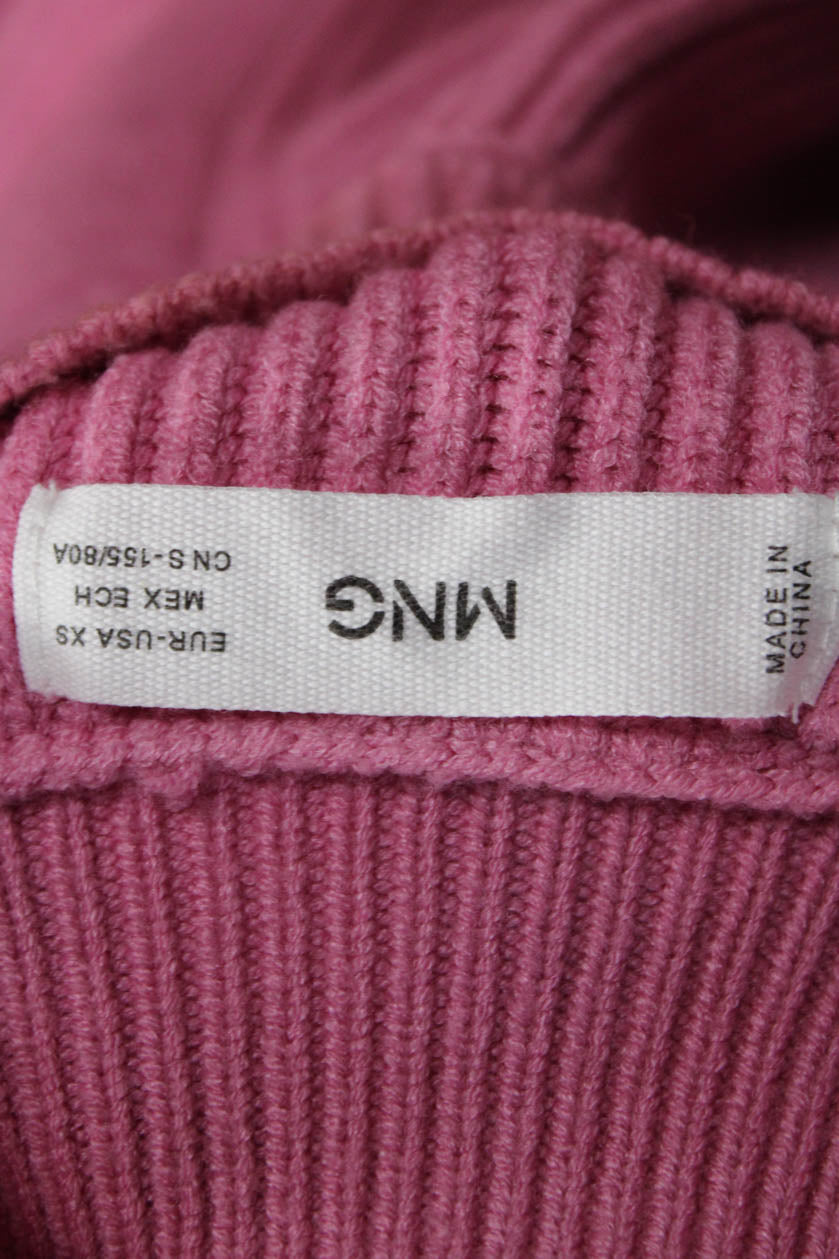 MNG
EUR-USA XS
MEX ECH
CN S-155/80A
MADE IN
CHINA